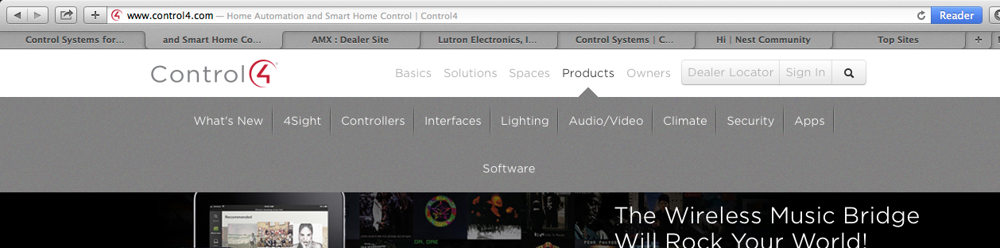 www.control4.com — Home Automation and Smart Home Control | Control4
Reader
Control Systems for...
and Smart Home Co...
AMX : Dealer Site
Lutron Electronics, I...
Control Systems | C...
Hi | Nest Community
Top Sites
Control4
Basics Solutions Spaces Products Owners Dealer Locator Sign In
What's New 4Sight Controllers Interfaces Lighting Audio/Video Climate Security Apps
Software
Recommended
DR. DRE
The Wireless Music Bridge
Will Rock Your World!